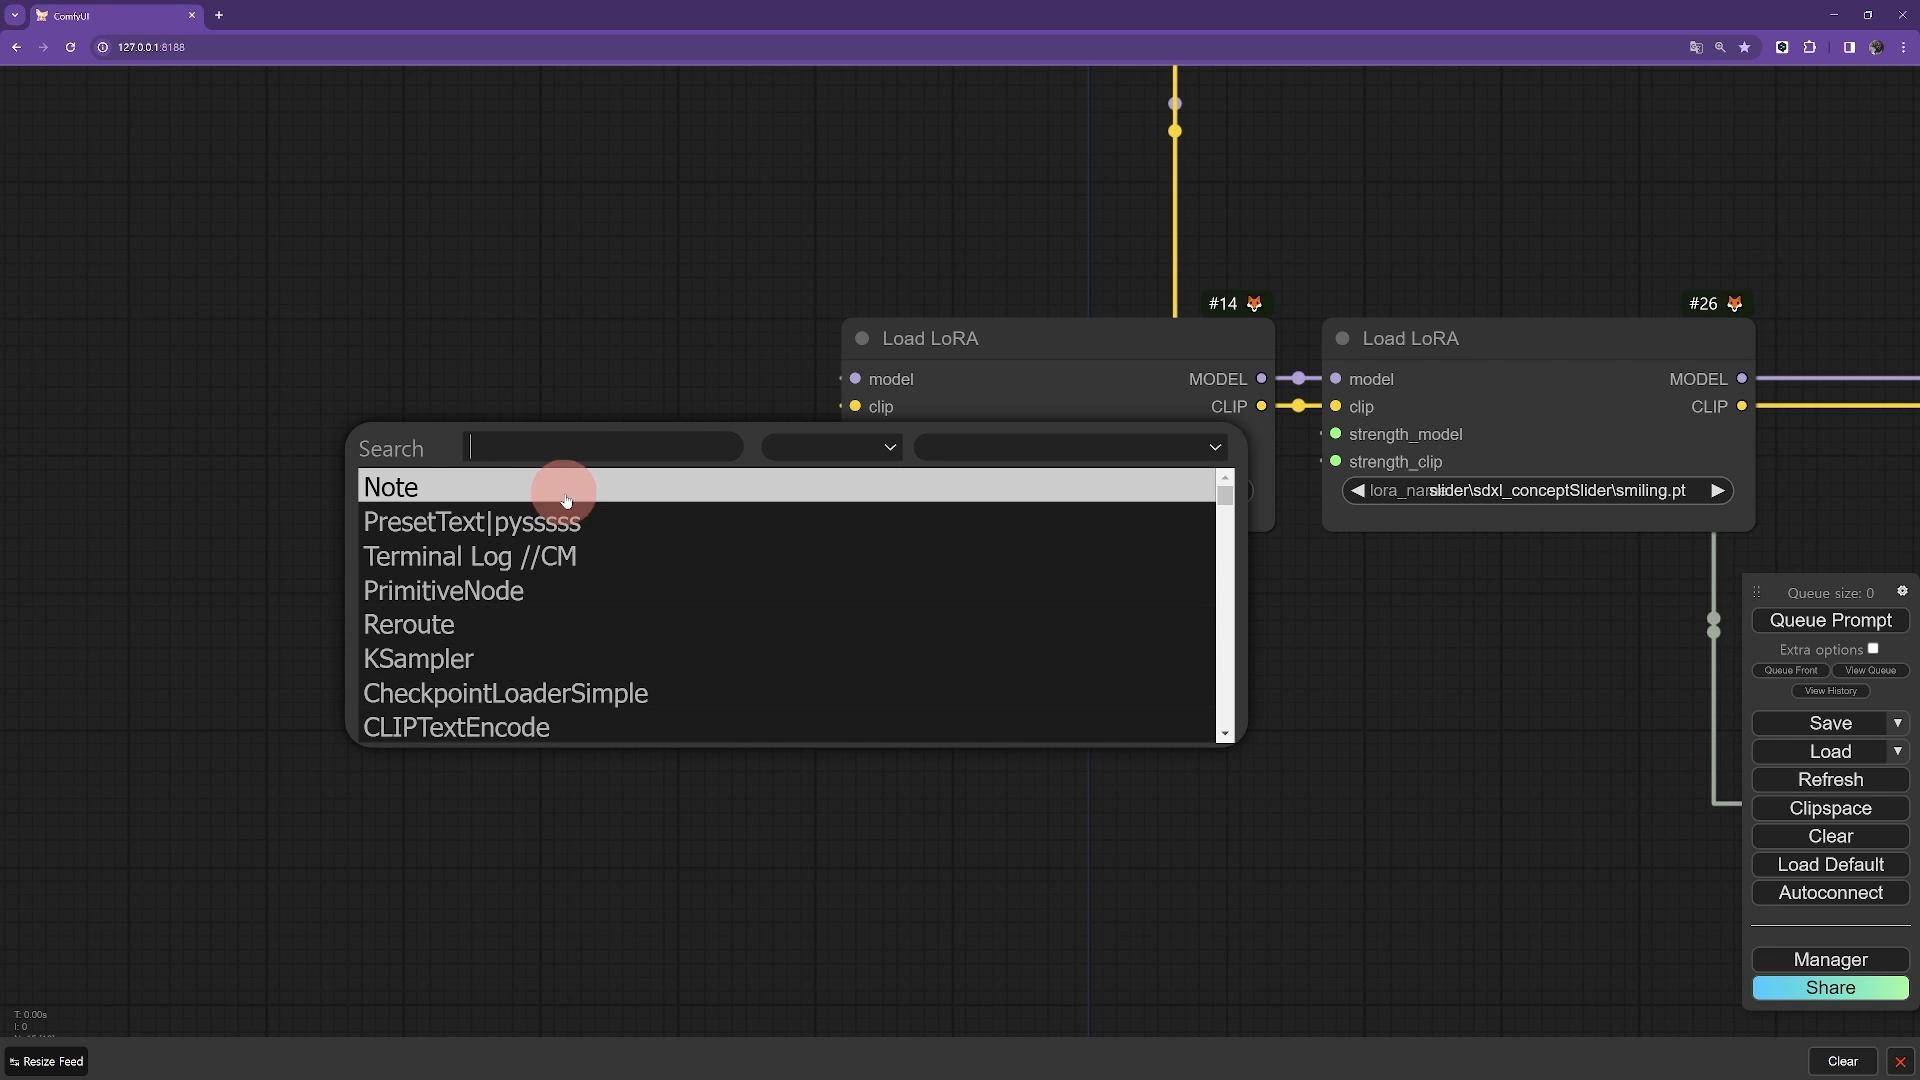 ComfyUI
127.0.0.1:8188
#14
#26
Load LoRA
Load LoRA
model
MODEL
model
MODEL
clip
CLIP
clip
CLIP
strength_model
strength_clip
slider\sdxl_conceptSlider\smiling.pt
Search
Note
PresetText|pysssss
Terminal Log //CM
PrimitiveNode
Reroute
KSampler
CheckpointLoaderSimple
CLIPTextEncode
Queue size: 0
Queue Prompt
Extra options
Queue Front
View Queue
View History
Save
Load
Refresh
Clipspace
Clear
Load Default
Autoconnect
Manager
Share
T: 0.00s
I: 0
Resize Feed
Clear